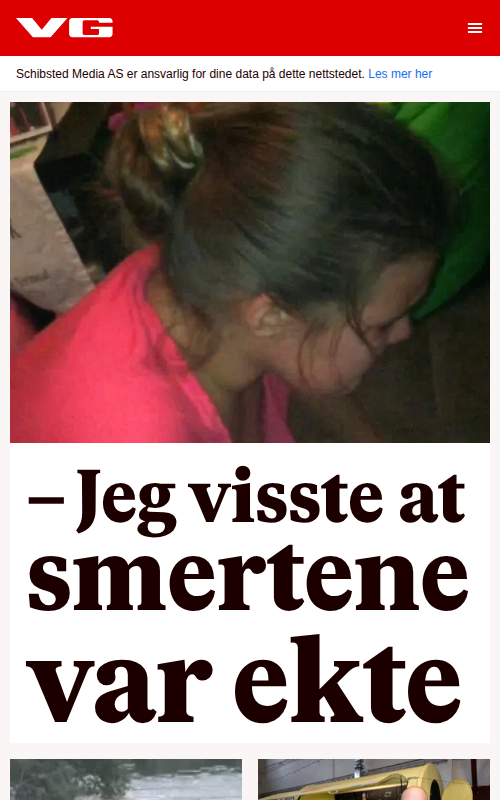 VG
Schibsted Media AS er ansvarlig for dine data på dette nettstedet. Les mer her
– Jeg visste at
smertene
var ekte